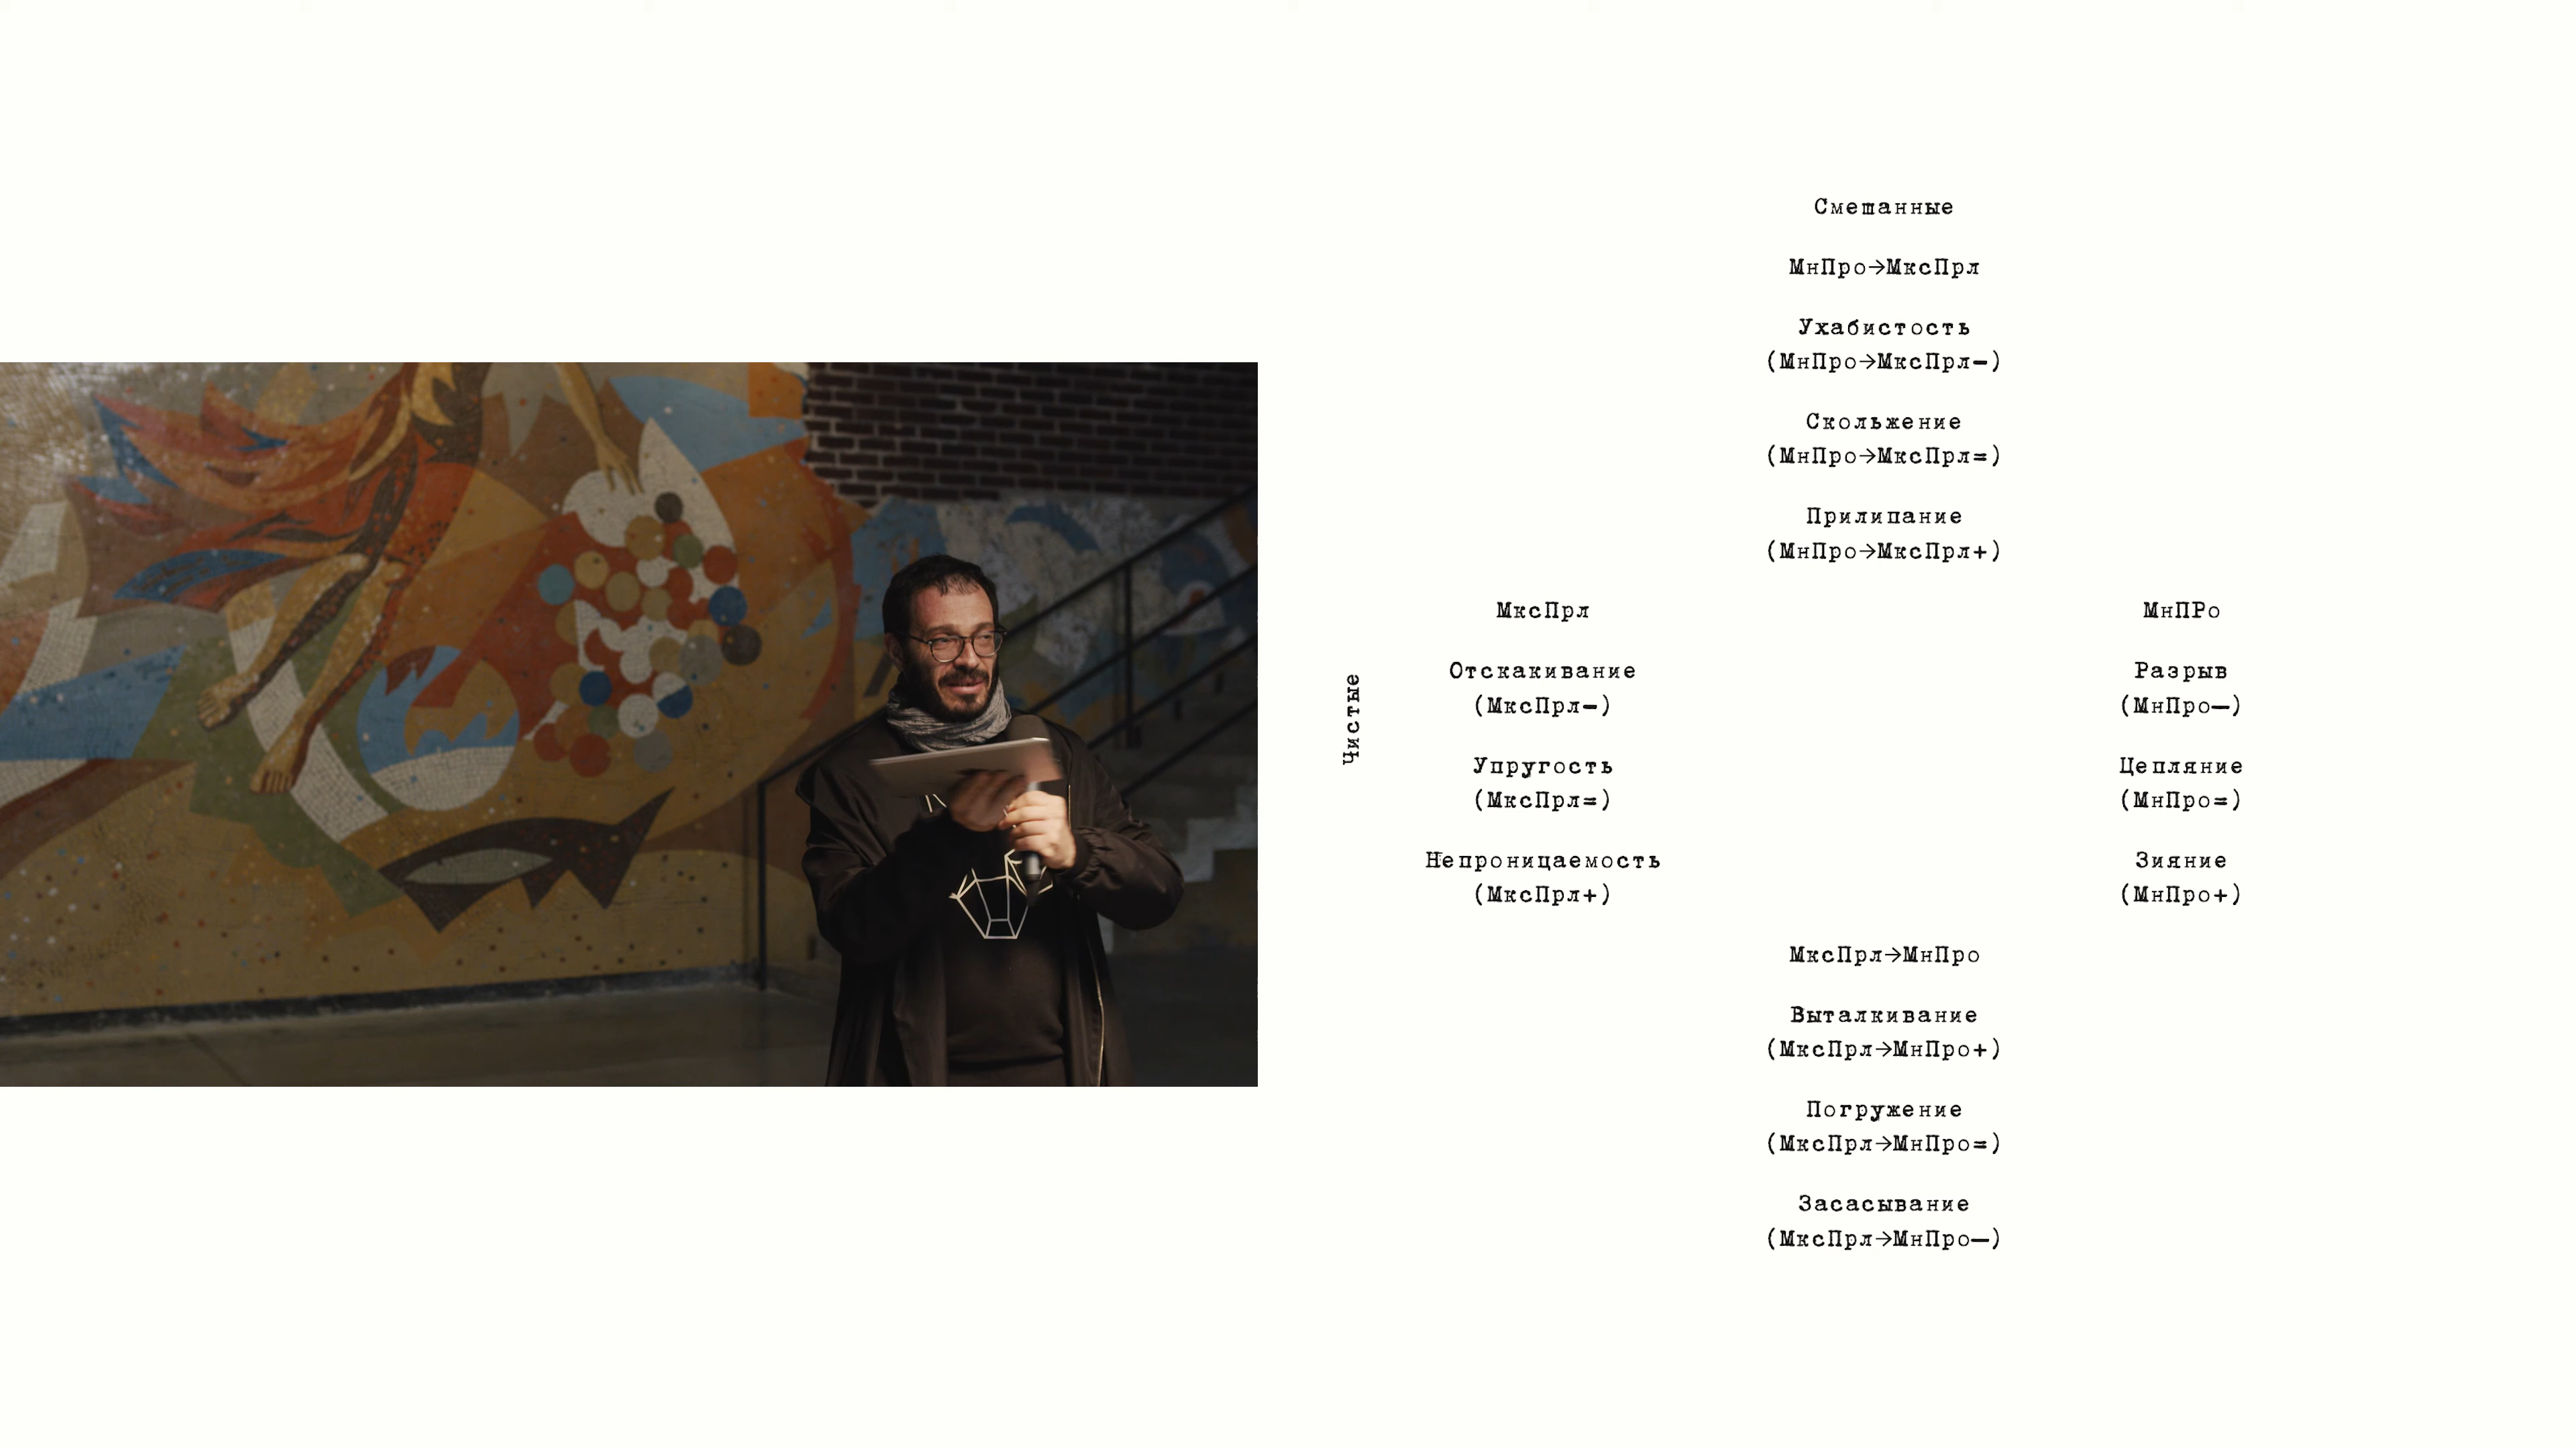 Смешанные
МнПро→МксПрл
Ухабистость
(МнПро→МксПрл−)
Скольжение
(МнПро→МксПрл=)
Прилипание
(МнПро→МксПрл+)
Чистые
МксПрл
Отскакивание
(МксПрл−)
Упругость
(МксПрл=)
Непроницаемость
(МксПрл+)
МнПРо
Разрыв
(МнПро—)
Цепляние
(МнПро=)
Зияние
(МнПро+)
МксПрл→МнПро
Выталкивание
(МксПрл→МнПро+)
Погружение
(МксПрл→МнПро=)
Засасывание
(МксПрл→МнПро—)